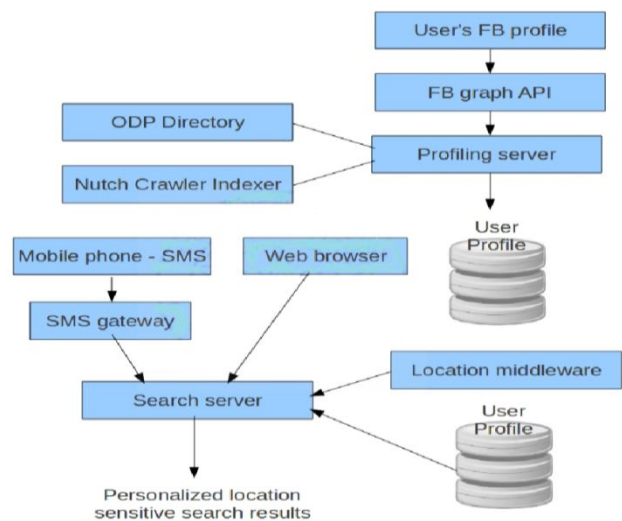 User's FB profile
FB graph API
ODP Directory
Profiling server
Nutch Crawler Indexer
User
Profile
Mobile phone - SMS
Web browser
SMS gateway
Location middleware
Search server
User
Profile
Personalized location
sensitive search results